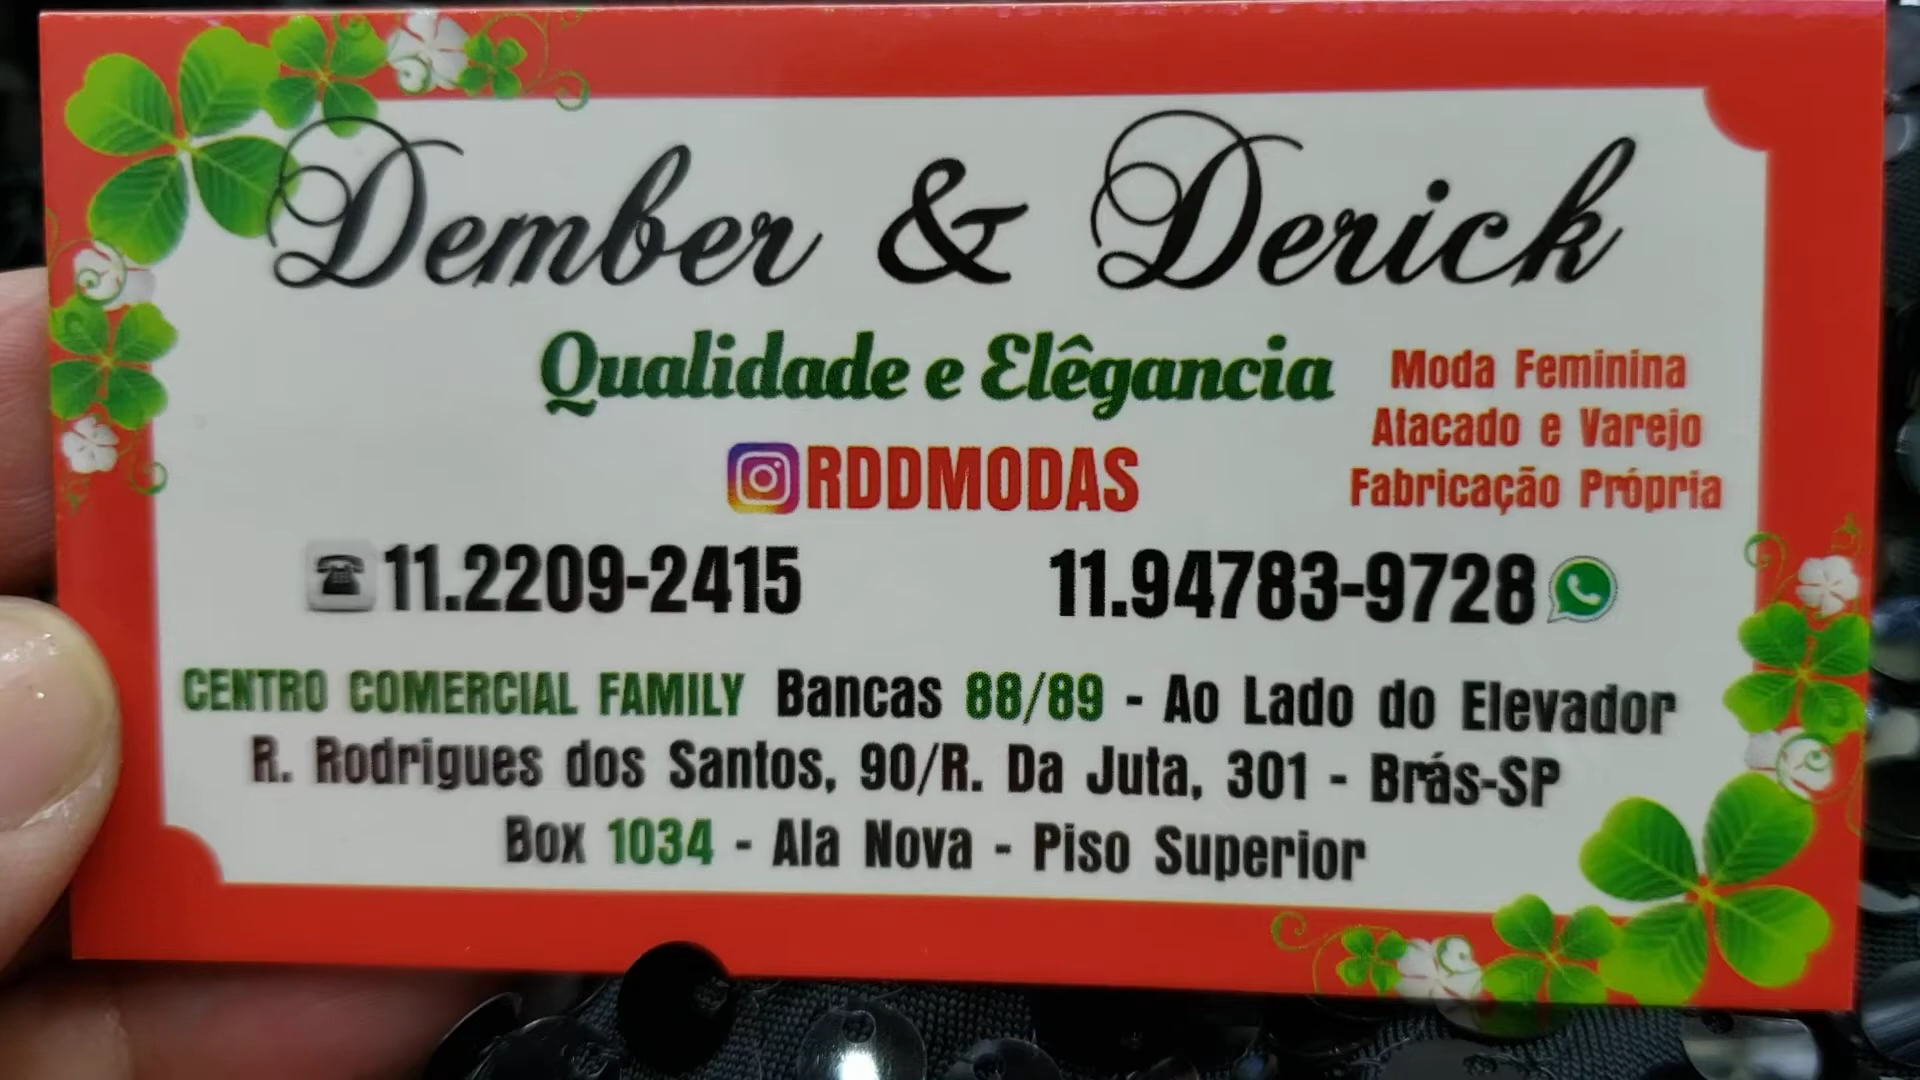 Dember & Derick
Qualidade e Elêgancia
Moda Feminina
Atacado e Varejo
Fabricação Própria
RDDMODAS
11.2209-2415
11.94783-9728
CENTRO COMERCIAL FAMILY Bancas 88/89 - Ao Lado do Elevador
R. Rodrigues dos Santos, 90/R. Da Juta, 301 - Brás-SP
Box 1034 - Ala Nova - Piso Superior